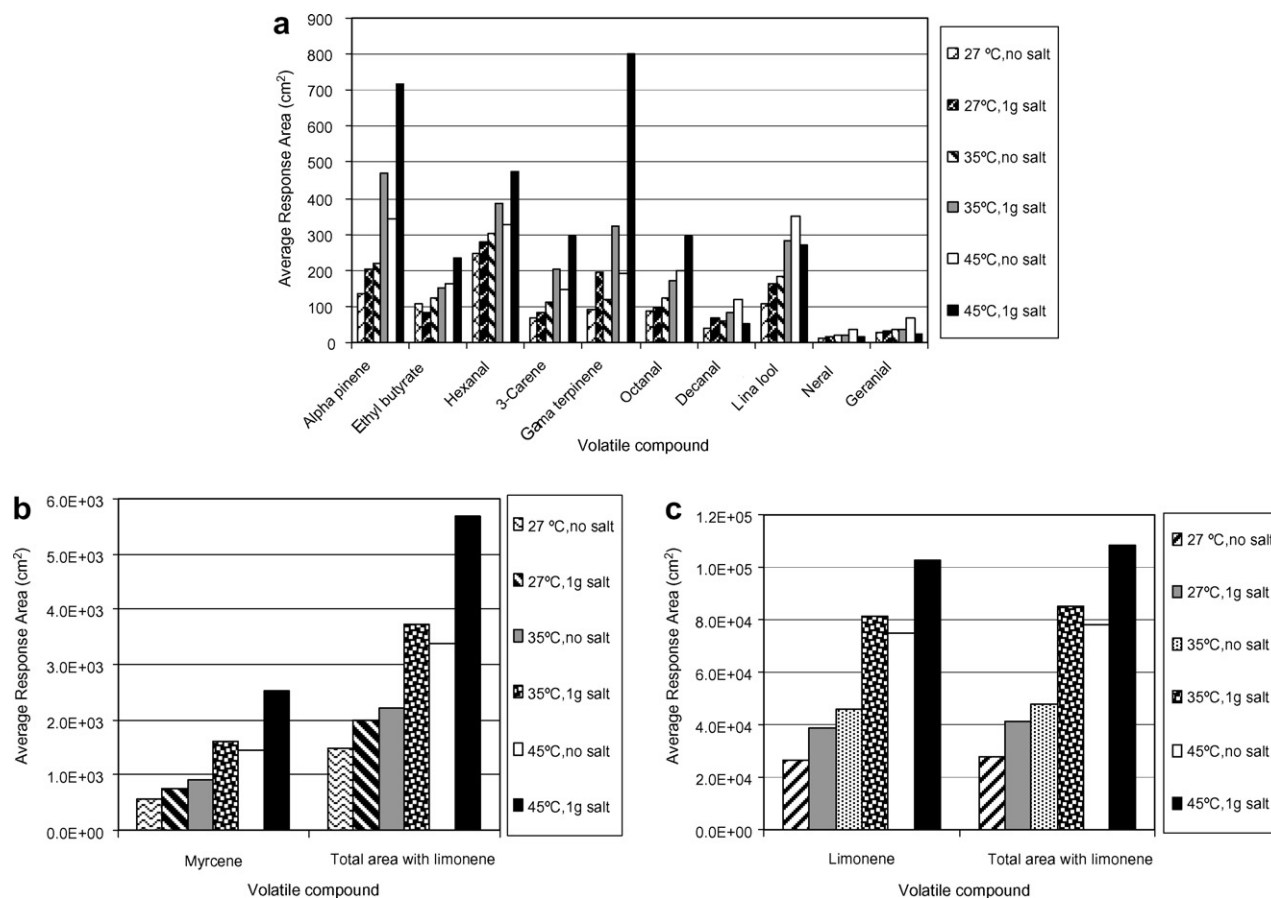 a
900
800
700
600
500
400
300
200
100
0
Average Response Area (cm²)
Alpha pinene
Ethyl butyrate
Hexanal
3-Carene
Gama terpinene
Octanal
Decanal
Lina lool
Neral
Geranial
Volatile compound
27 ºC,no salt
27ºC,1g salt
35ºC,no salt
35ºC,1g salt
45ºC,no salt
45ºC,1g salt
b
6.0E+03
5.0E+03
4.0E+03
3.0E+03
2.0E+03
1.0E+03
0.0E+00
Average Response Area (cm²)
Myrcene
Total area with limonene
Volatile compound
27 ºC,no salt
27ºC,1g salt
35ºC,no salt
35ºC,1g salt
45ºC,no salt
45ºC,1g salt
c
1.2E+05
1.0E+05
8.0E+04
6.0E+04
4.0E+04
2.0E+04
0.0E+00
Average Response Area (cm²)
Limonene
Total area with limonene
Volatile compound
27 ºC,no salt
27ºC,1g salt
35ºC,no salt
35ºC,1g salt
45ºC,no salt
45ºC,1g salt